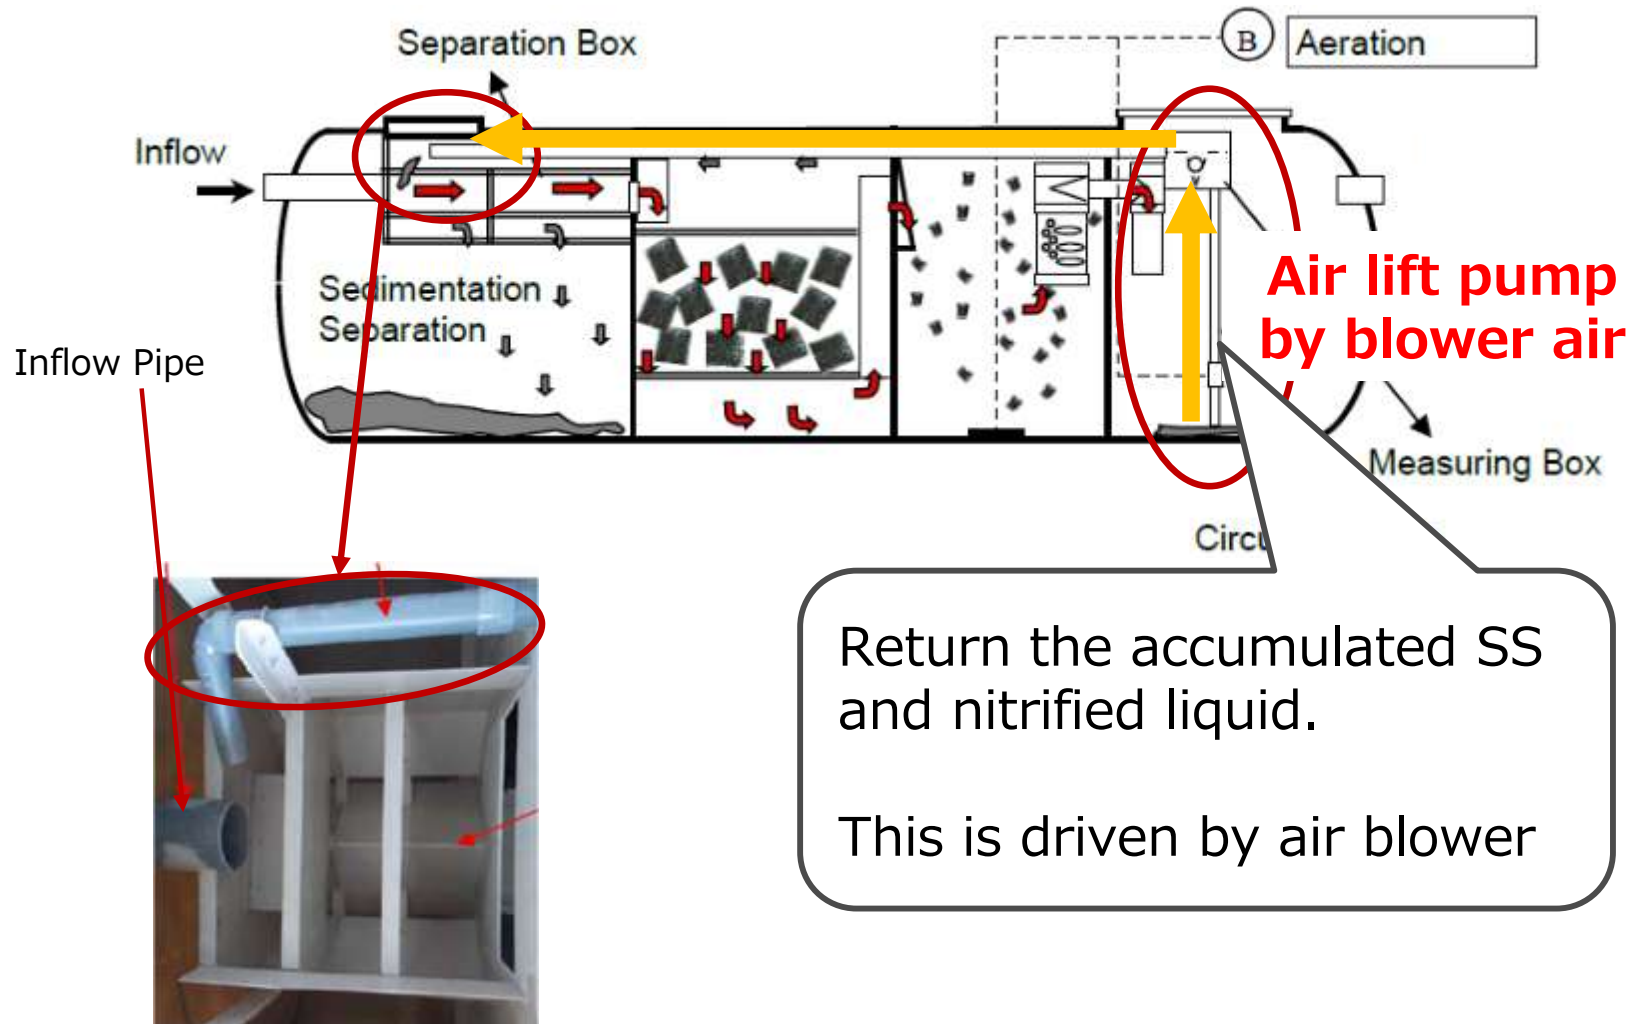 Separation Box
B
Aeration
Inflow
Sedimentation
Separation
Air lift pump
by blower air
Inflow Pipe
Measuring Box
Return the accumulated SS
and nitrified liquid.
This is driven by air blower